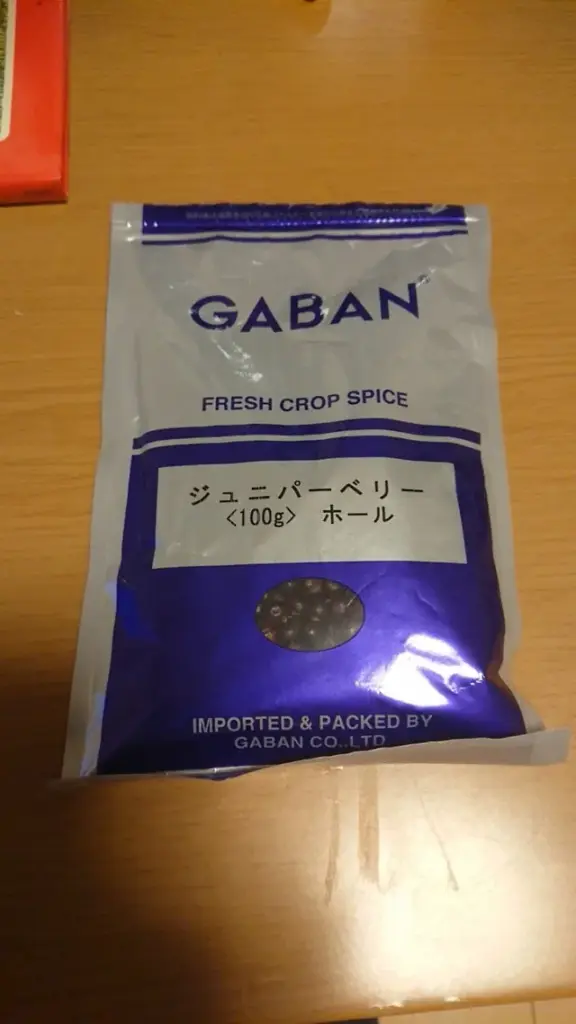 GABAN
FRESH CROP SPICE
ジュニパーベリー
<100g> ホール
IMPORTED & PACKED BY
GABAN CO.,LTD